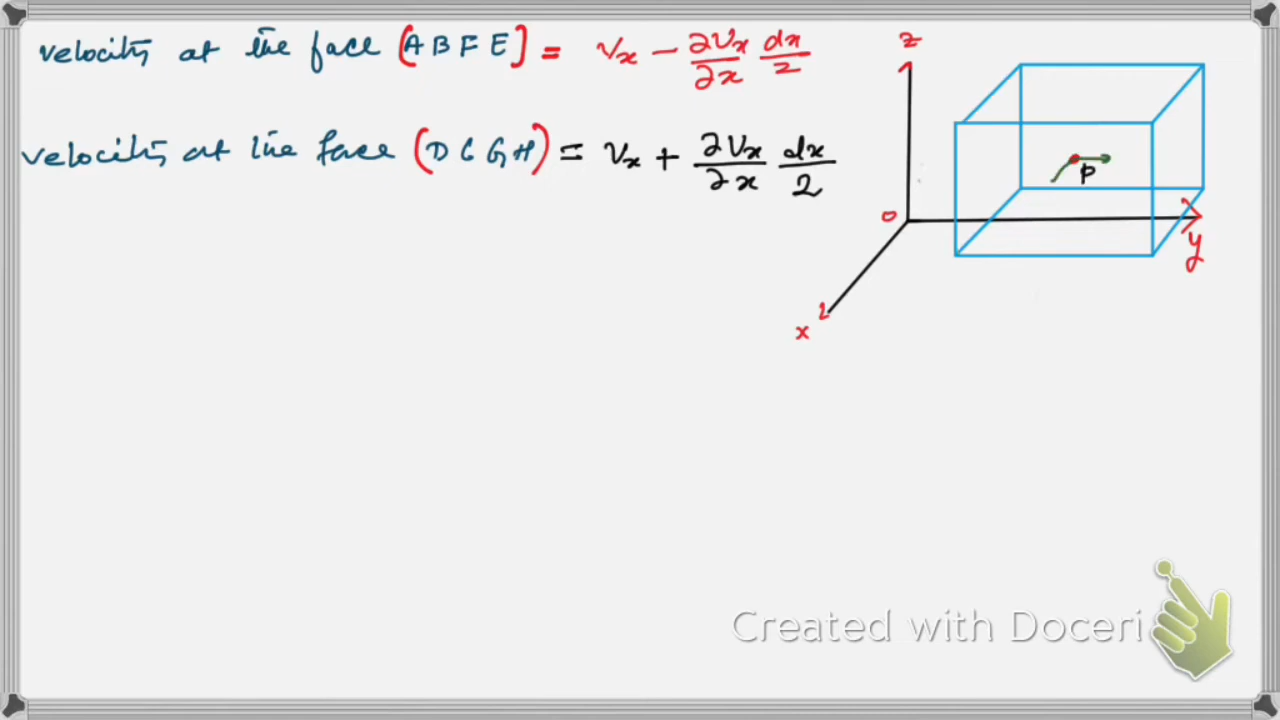 velocity at the face [ABFE] = Vx − ∂Vx/∂x dx/2
velocity at the face (DCGH) = Vx + ∂Vx/∂x dx/2
z
P
o
y
x
Created with Doceri